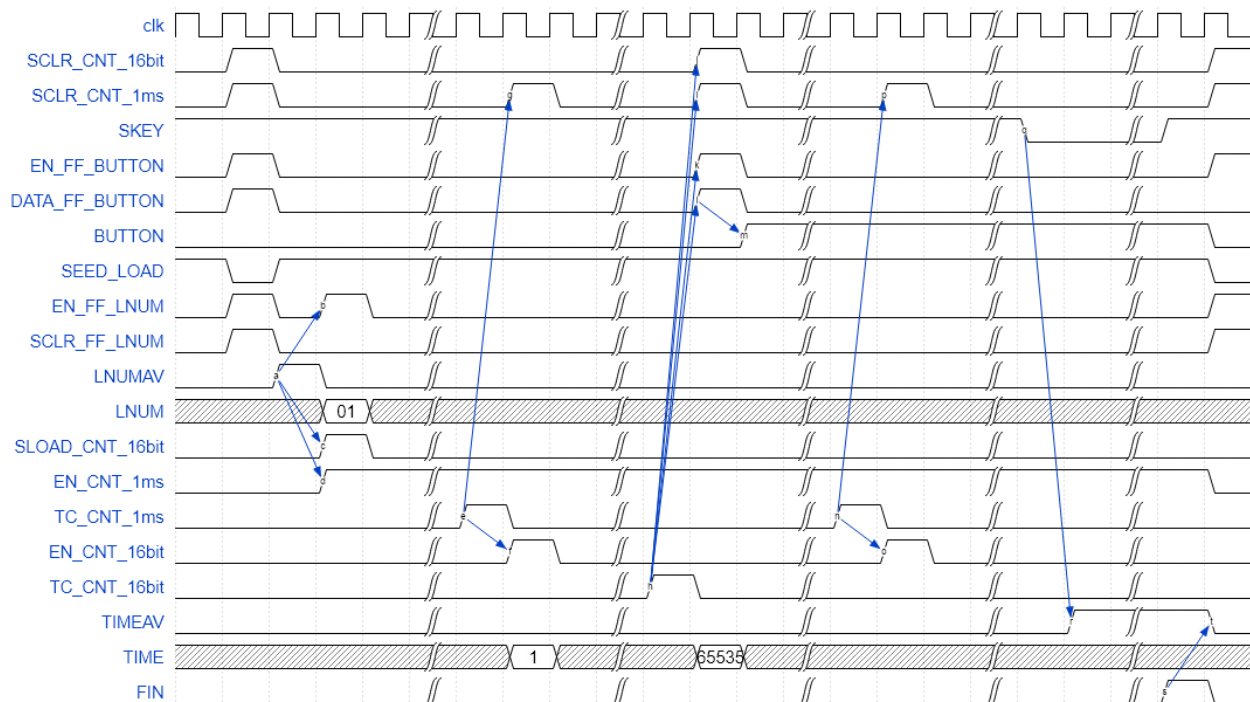 clk
SCLR_CNT_16bit
SCLR_CNT_1ms
g
p
SKEY
q
EN_FF_BUTTON
k
DATA_FF_BUTTON
BUTTON
m
SEED_LOAD
EN_FF_LNUM
b
SCLR_FF_LNUM
LNUMAV
a
LNUM
01
SLOAD_CNT_16bit
c
EN_CNT_1ms
d
TC_CNT_1ms
e
n
EN_CNT_16bit
f
o
TC_CNT_16bit
h
TIMEAV
r
t
TIME
1
65535
FIN
s